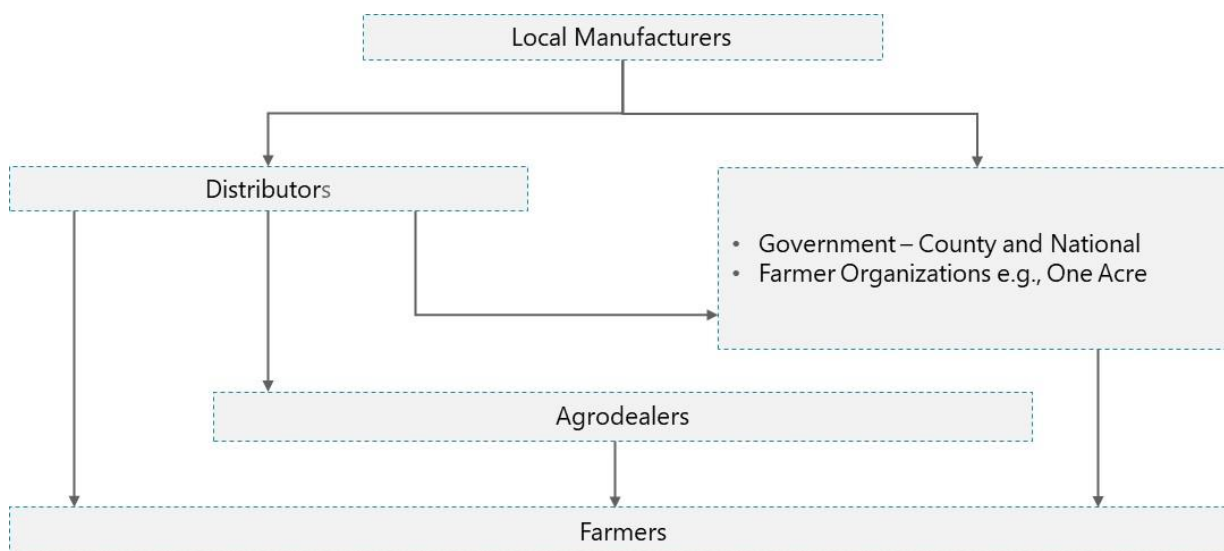 Local Manufacturers
Distributors
• Government – County and National
• Farmer Organizations e.g., One Acre
Agrodealers
Farmers